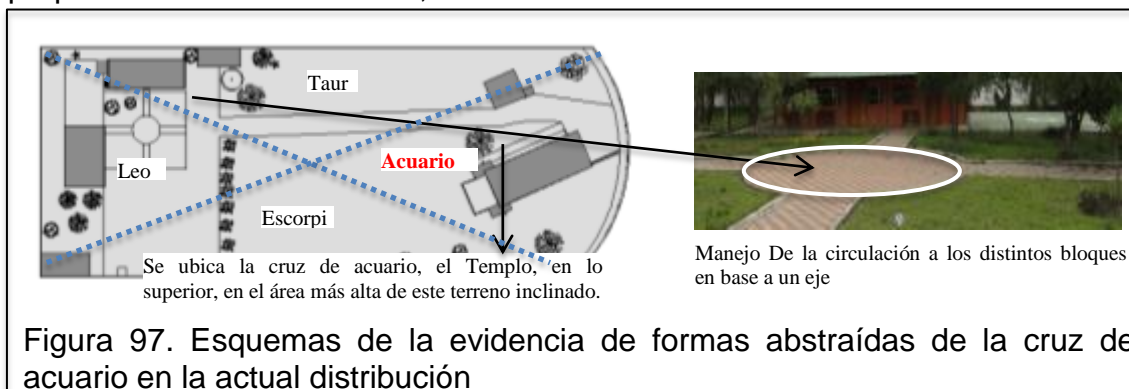 Taur
Leo
Acuario
Escorpi
Se ubica la cruz de acuario, el Templo, en lo
superior, en el área más alta de este terreno inclinado.
Manejo De la circulación a los distintos bloques
en base a un eje
Figura 97. Esquemas de la evidencia de formas abstraídas de la cruz de
acuario en la actual distribución